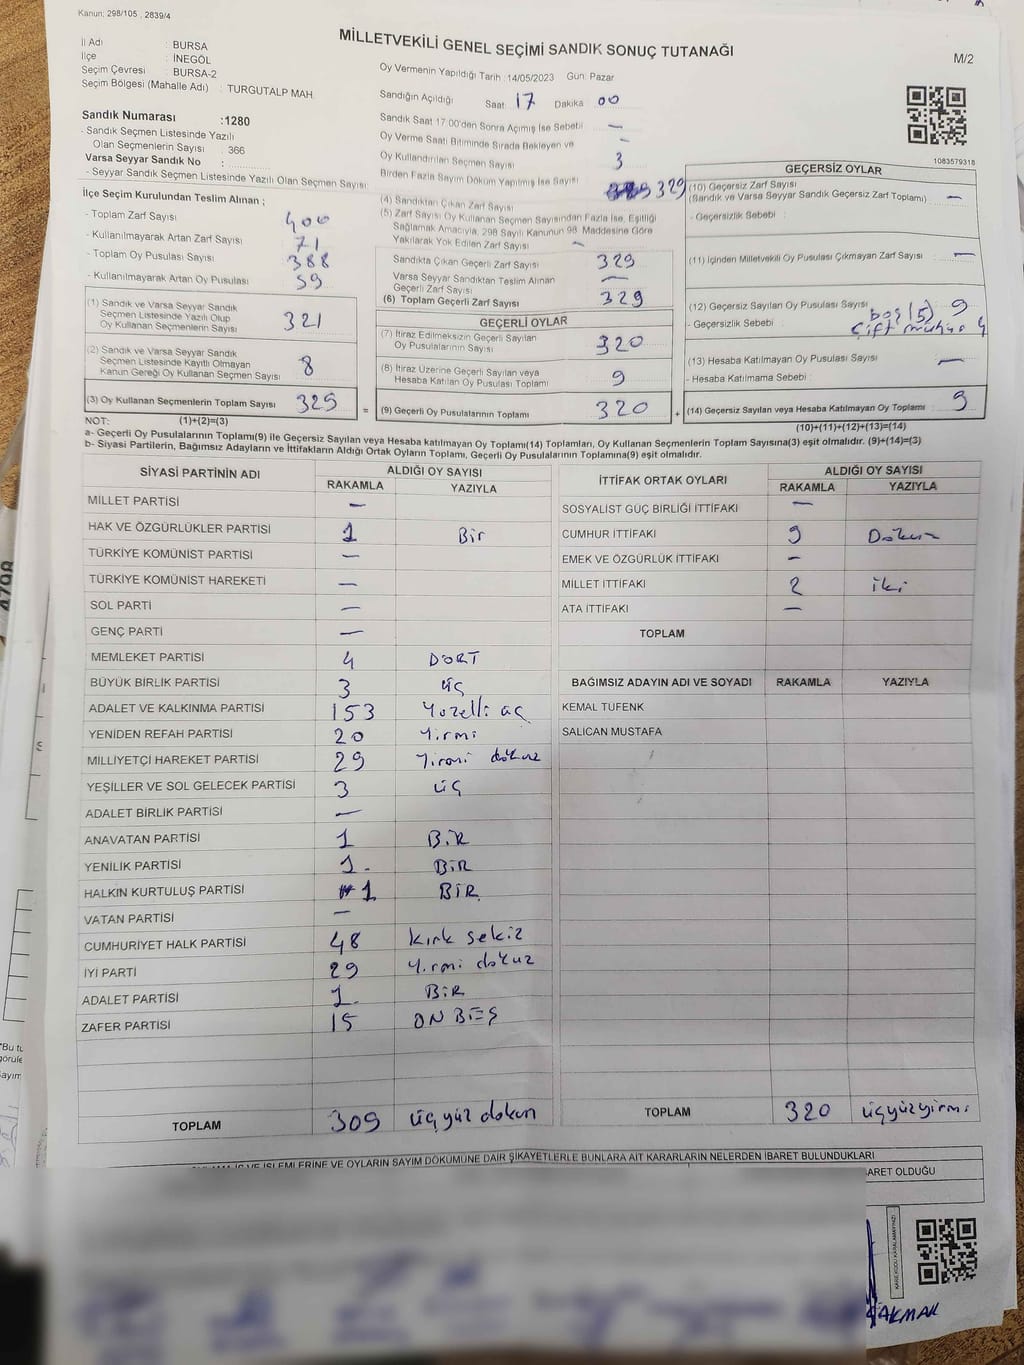 Kanun: 298/105 , 2839/4
MİLLETVEKİLİ GENEL SEÇİMİ SANDIK SONUÇ TUTANAĞI
M/2
İl Adı : BURSA
İlçe : İNEGÖL
Seçim Çevresi : BURSA-2
Seçim Bölgesi (Mahalle Adı) : TURGUTALP MAH.
Sandık Numarası :1280
- Sandık Seçmen Listesinde Yazılı
Olan Seçmenlerin Sayısı : 366
Varsa Seyyar Sandık No :
- Seyyar Sandık Seçmen Listesinde Yazılı Olan Seçmen Sayısı:
Oy Vermenin Yapıldığı Tarih :14/05/2023 Gün: Pazar
Sandığın Açıldığı Saat 17 Dakika 00
Sandık Saat 17:00'den Sonra Açımış İse Sebebi —
Oy Verme Saati Bitiminde Sırada Bekleyen ve —
Oy Kullandırılan Seçmen Sayısı 3
Birden Fazla Sayım Döküm Yapılmış İse Sayısı
1083579318
İlçe Seçim Kurulundan Teslim Alınan ;
- Toplam Zarf Sayısı 400
- Kullanılmayarak Artan Zarf Sayısı 71
- Toplam Oy Pusulası Sayısı 388
- Kullanılmayarak Artan Oy Pusulası 59
(1) Sandık ve Varsa Seyyar Sandık
Seçmen Listesinde Yazılı Olup
Oy Kullanan Seçmenlerin Sayısı 321
(2) Sandık ve Varsa Seyyar Sandık
Seçmen Listesinde Kayıtlı Olmayan
Kanun Gereği Oy Kullanan Seçmen Sayısı 8
(3) Oy Kullanan Seçmenlerin Toplam Sayısı 329
(1)+(2)=(3)
(4) Sandıktan Çıkan Zarf Sayısı 329
(5) Zarf Sayısı Oy Kullanan Seçmen Sayısından Fazla İse, Eşitliği
Sağlamak Amacıyla, 298 Sayılı Kanunun 98. Maddesine Göre
Yakılarak Yok Edilen Zarf Sayısı —
Sandıkta Çıkan Geçerli Zarf Sayısı 329
Varsa Seyyar Sandıktan Teslim Alınan
Geçerli Zarf Sayısı —
(6) Toplam Geçerli Zarf Sayısı 329
GEÇERLİ OYLAR
(7) İtiraz Edilmeksizin Geçerli Sayılan
Oy Pusulalarının Sayısı 320
(8) İtiraz Üzerine Geçerli Sayılan veya
Hesaba Katılan Oy Pusulası Toplamı 9
= (9) Geçerli Oy Pusulalarının Toplamı 320 +
GEÇERSİZ OYLAR
(10) Geçersiz Zarf Sayısı
(Sandık ve Varsa Seyyar Sandık Geçersiz Zarf Toplamı) —
- Geçersizlik Sebebi :
(11) İçinden Milletvekili Oy Pusulası Çıkmayan Zarf Sayısı —
(12) Geçersiz Sayılan Oy Pusulası Sayısı 9
- Geçersizlik Sebebi : boş (5)
Çift mühür 4
(13) Hesaba Katılmayan Oy Pusulası Sayısı —
- Hesaba Katılmama Sebebi :
(14) Geçersiz Sayılan veya Hesaba Katılmayan Oy Toplamı 9
(10)+(11)+(12)+(13)=(14)
NOT:
a- Geçerli Oy Pusulalarının Toplamı(9) ile Geçersiz Sayılan veya Hesaba katılmayan Oy Toplamı(14) Toplamları, Oy Kullanan Seçmenlerin Toplam Sayısına(3) eşit olmalıdır. (9)+(14)=(3)
b- Siyasi Partilerin, Bağımsız Adayların ve İttifakların Aldığı Ortak Oyların Toplamı, Geçerli Oy Pusulalarının Toplamına(9) eşit olmalıdır.
SİYASİ PARTİNİN ADI ALDIĞI OY SAYISI
RAKAMLA YAZIYLA
MİLLET PARTİSİ —
HAK VE ÖZGÜRLÜKLER PARTİSİ 1 Bir
TÜRKİYE KOMÜNİST PARTİSİ —
TÜRKİYE KOMÜNİST HAREKETİ —
SOL PARTİ —
GENÇ PARTİ —
MEMLEKET PARTİSİ 4 DÖRT
BÜYÜK BİRLİK PARTİSİ 3 üç
ADALET VE KALKINMA PARTİSİ 153 Yüzelli üç
YENİDEN REFAH PARTİSİ 20 Yirmi
MİLLİYETÇİ HAREKET PARTİSİ 29 Yirmi dokuz
YEŞİLLER VE SOL GELECEK PARTİSİ 3 üç
ADALET BİRLİK PARTİSİ —
ANAVATAN PARTİSİ 1 BİR
YENİLİK PARTİSİ 1. BİR
HALKIN KURTULUŞ PARTİSİ 1 BİR
VATAN PARTİSİ —
CUMHURİYET HALK PARTİSİ 48 kırk sekiz
İYİ PARTİ 29 Yirmi dokuz
ADALET PARTİSİ 1. BİR
ZAFER PARTİSİ 15 ON BEŞ
TOPLAM 309 üçyüz dokuz
İTTİFAK ORTAK OYLARI ALDIĞI OY SAYISI
RAKAMLA YAZIYLA
SOSYALİST GÜÇ BİRLİĞİ İTTİFAKI —
CUMHUR İTTİFAKI 9 Dokuz
EMEK VE ÖZGÜRLÜK İTTİFAKI —
MİLLET İTTİFAKI 2 iki
ATA İTTİFAKI —
TOPLAM
BAĞIMSIZ ADAYIN ADI VE SOYADI RAKAMLA YAZIYLA
KEMAL TÜFENK
SALİCAN MUSTAFA
TOPLAM 320 üçyüzyirmi
İŞLEMLERİNE VE OYLARIN SAYIM DÖKÜMÜNE DAİR ŞİKAYETLERLE BUNLARA AİT KARARLARIN NELERDEN İBARET BULUNDUKLARI
BARET OLDUĞU